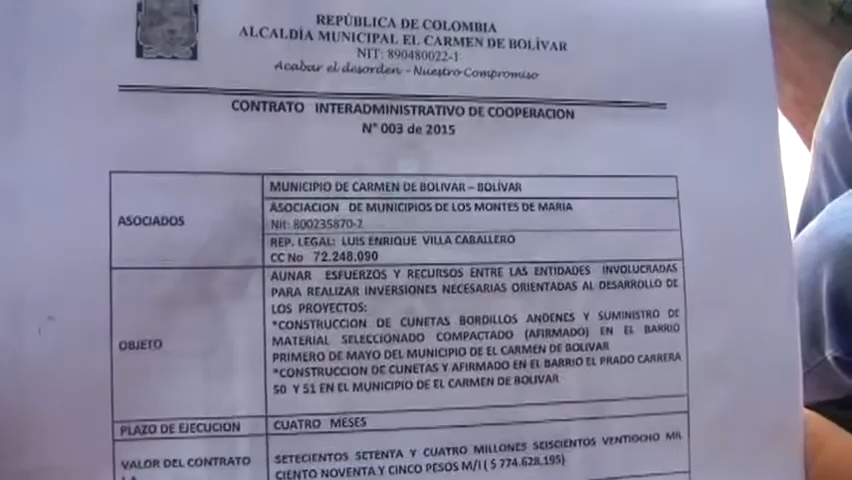 REPÚBLICA DE COLOMBIA
ALCALDÍA MUNICIPAL EL CARMEN DE BOLÍVAR
NIT: 890480022-1
Acabar el desorden - Nuestro Compromiso
CONTRATO INTERADMINISTRATIVO DE COOPERACION
N° 003 de 2015
ASOCIADOS
MUNICIPIO DE CARMEN DE BOLIVAR – BOLÍVAR
ASOCIACION DE MUNICIPIOS DE LOS MONTES DE MARIA
Nit: 800235870-2
REP. LEGAL: LUIS ENRIQUE VILLA CABALLERO
CC No 72.248.090
OBJETO
AUNAR ESFUERZOS Y RECURSOS ENTRE LAS ENTIDADES INVOLUCRADAS
PARA REALIZAR INVERSIONES NECESARIAS ORIENTADAS AL DESARROLLO DE
LOS PROYECTOS:
*CONSTRUCCION DE CUNETAS BORDILLOS ANDENES Y SUMINISTRO DE
MATERIAL SELECCIONADO COMPACTADO (AFIRMADO) EN EL BARRIO
PRIMERO DE MAYO DEL MUNICIPIO DE EL CARMEN DE BOLIVAR
*CONSTRUCCION DE CUNETAS Y AFIRMADO EN EL BARRIO EL PRADO CARRERA
50 Y 51 EN EL MUNICIPIO DE EL CARMEN DE BOLIVAR
PLAZO DE EJECUCION
CUATRO MESES
VALOR DEL CONTRATO
SETECIENTOS SETENTA Y CUATRO MILLONES SEISCIENTOS VENTIOCHO MIL
CIENTO NOVENTA Y CINCO PESOS M/l ( $ 774.628.195)